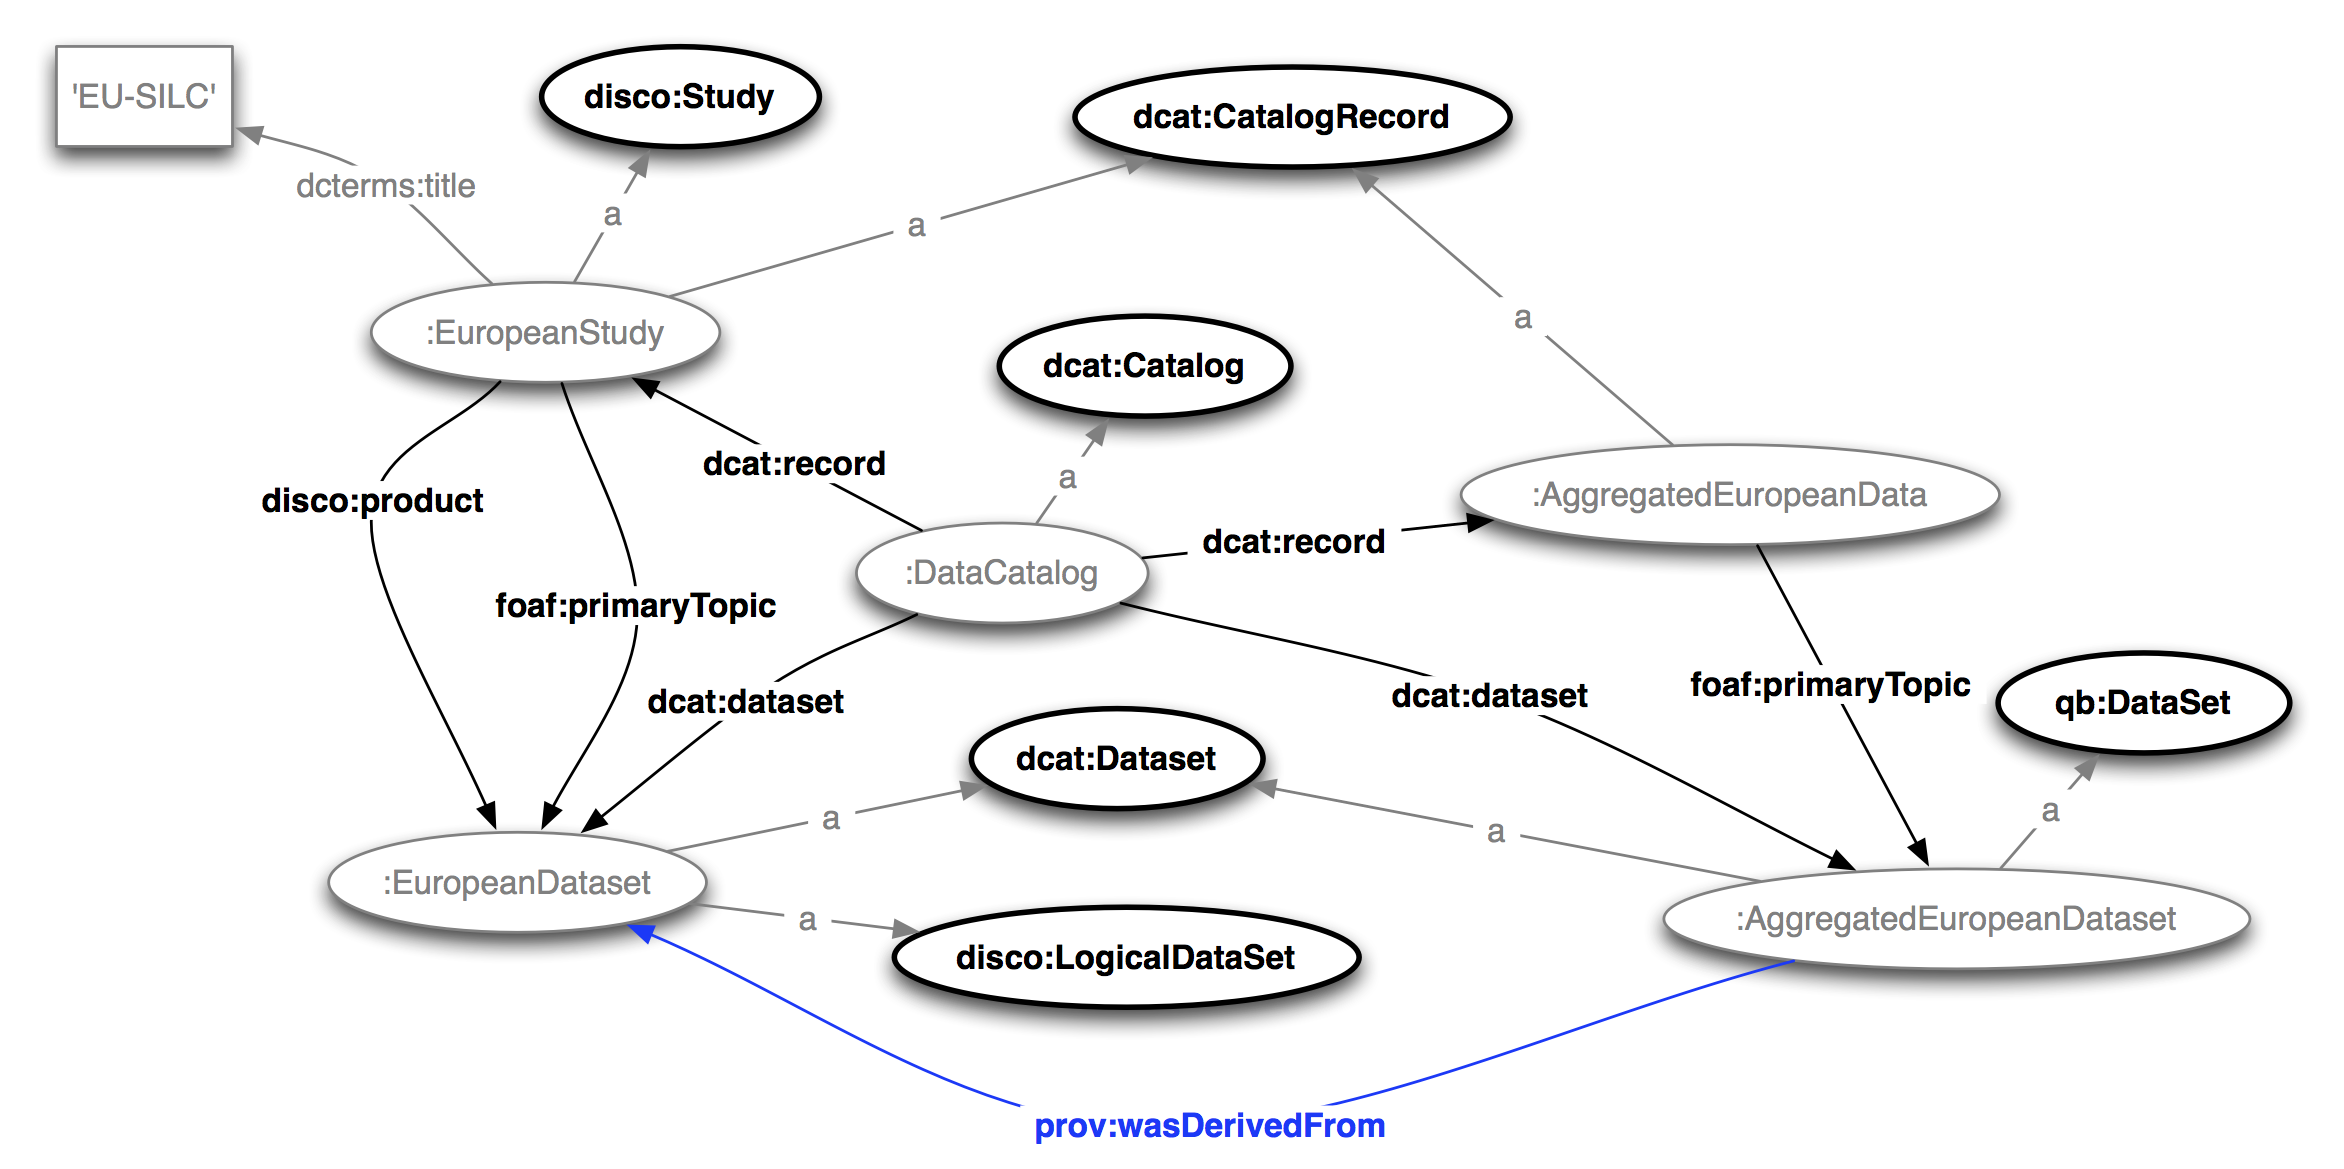 'EU-SILC'
disco:Study
dcat:CatalogRecord
dcterms:title
a
a
a
:EuropeanStudy
dcat:Catalog
dcat:record
a
:AggregatedEuropeanData
disco:product
dcat:record
:DataCatalog
foaf:primaryTopic
foaf:primaryTopic
dcat:dataset
dcat:dataset
qb:DataSet
dcat:Dataset
a
a
a
:EuropeanDataset
a
:AggregatedEuropeanDataset
disco:LogicalDataSet
prov:wasDerivedFrom